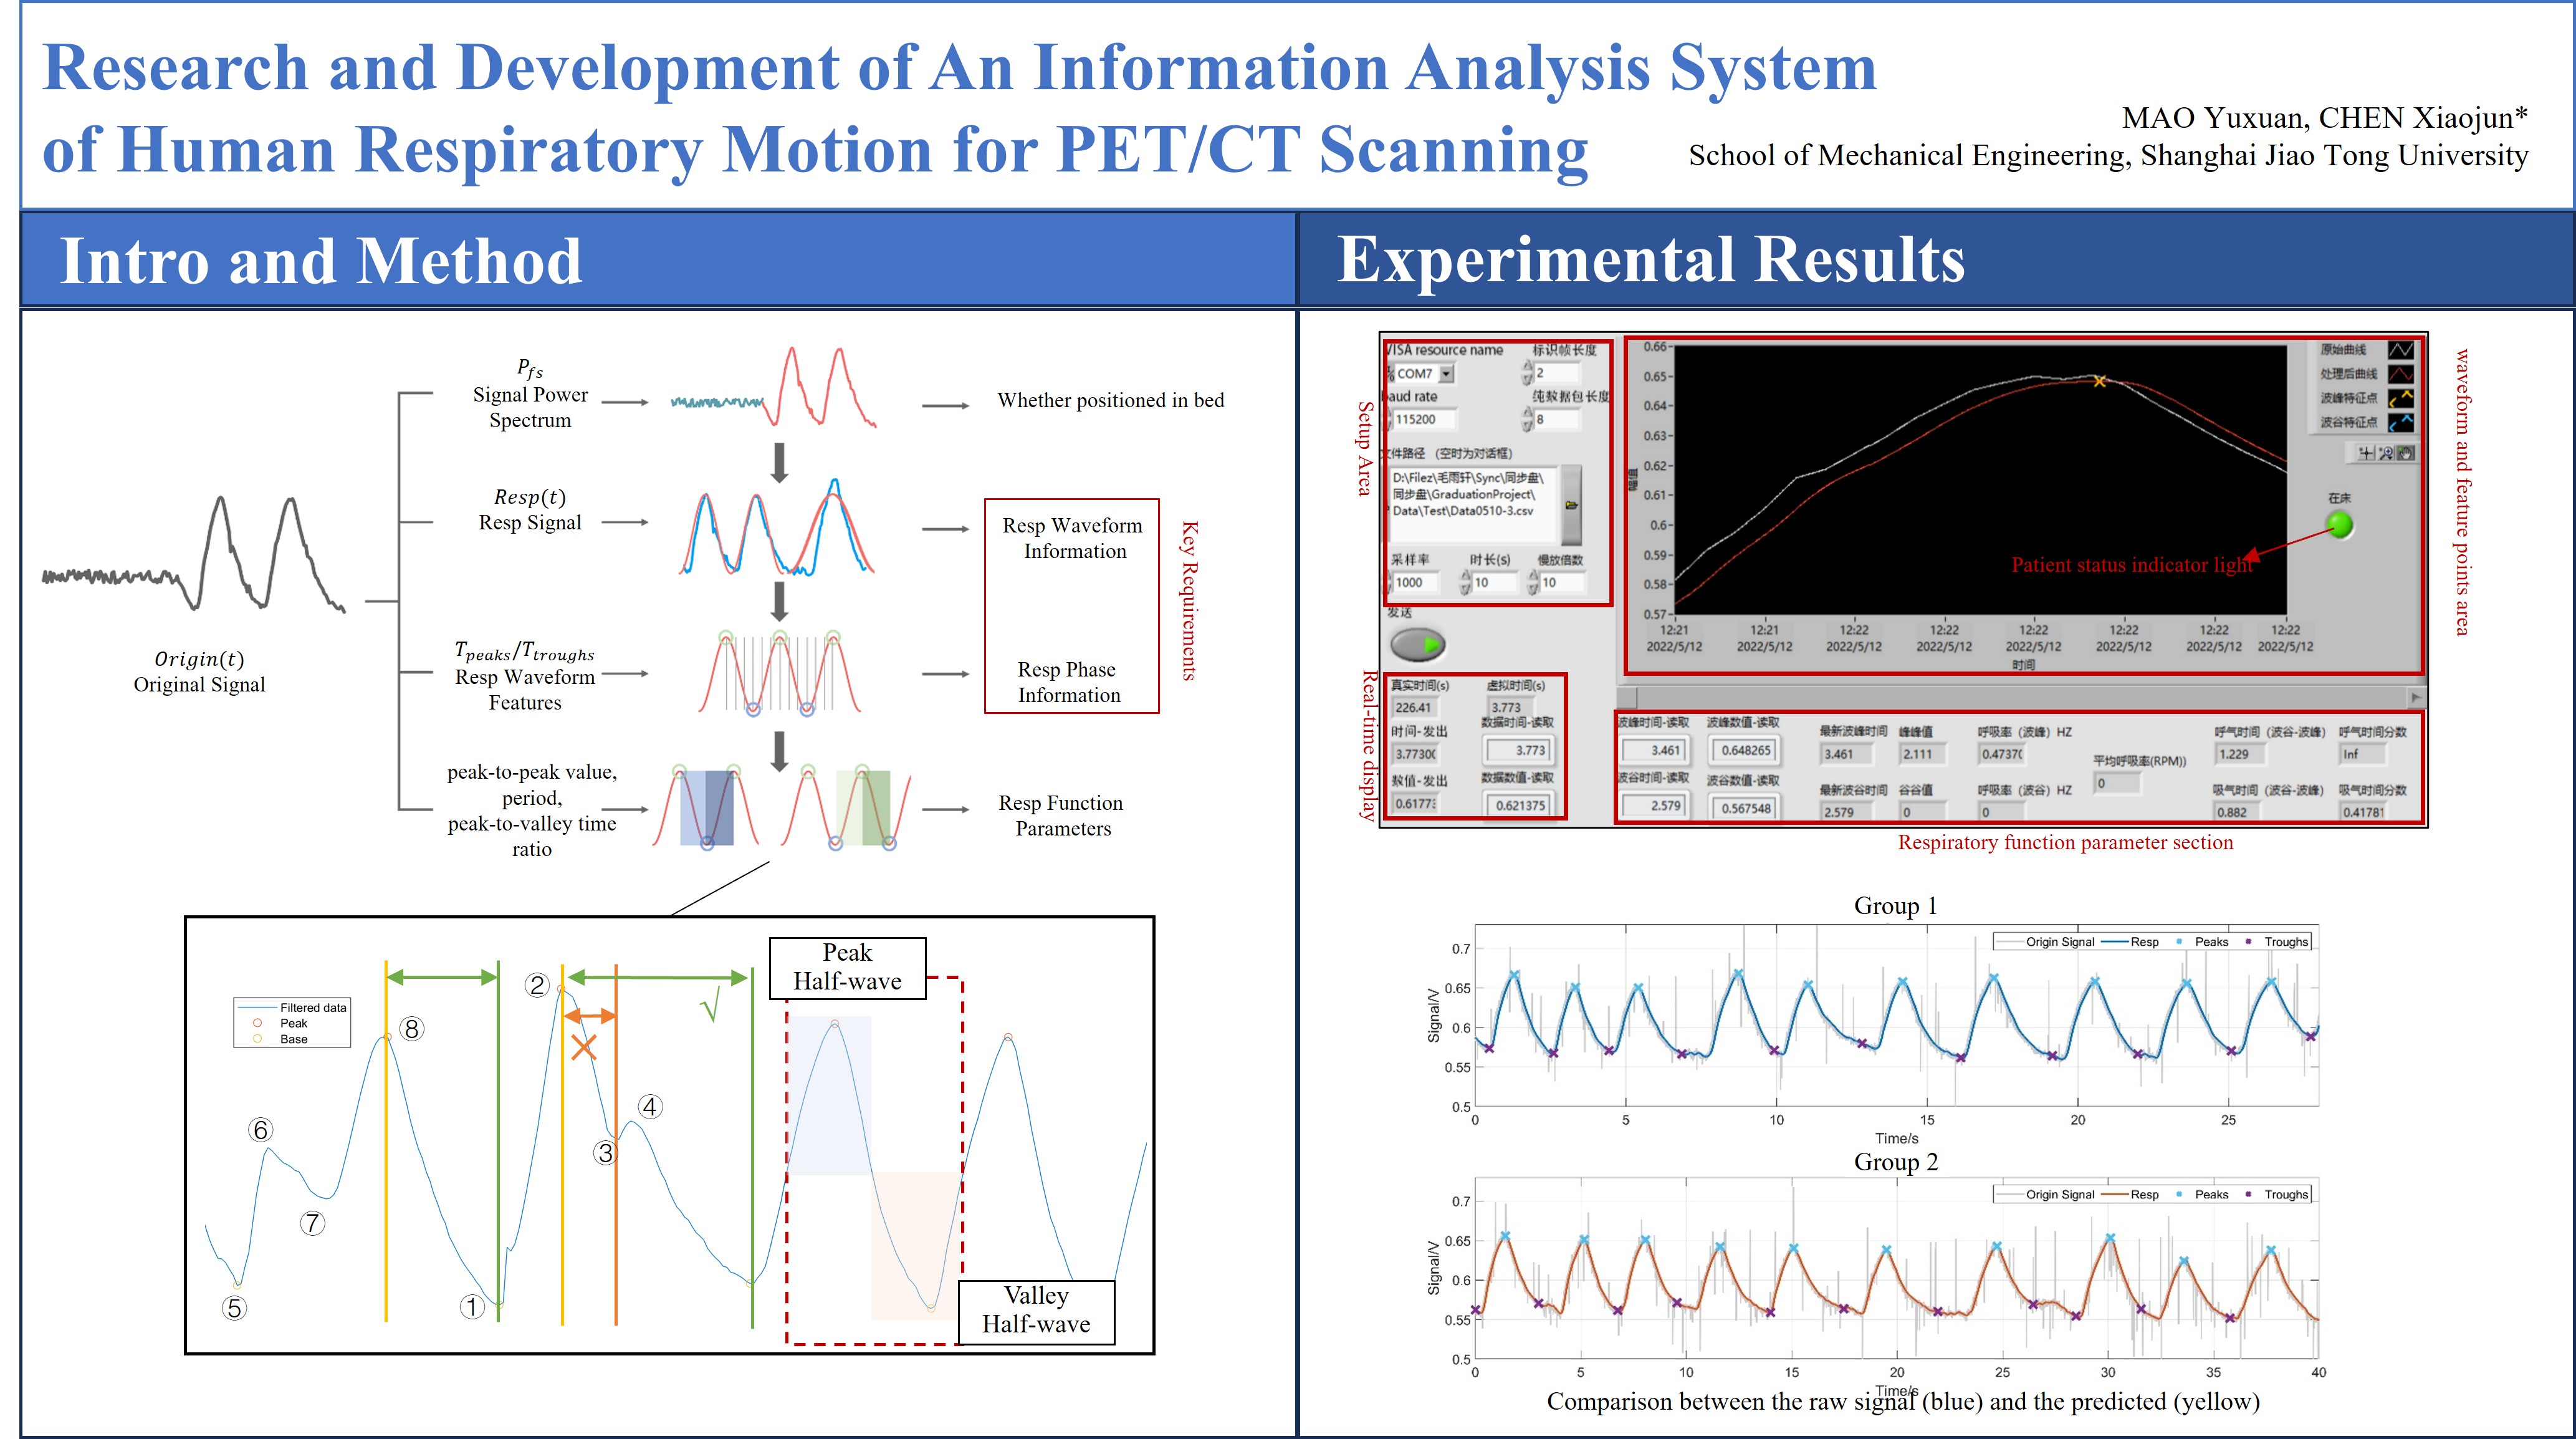 Research and Development of An Information Analysis System
of Human Respiratory Motion for PET/CT Scanning
MAO Yuxuan, CHEN Xiaojun*
School of Mechanical Engineering, Shanghai Jiao Tong University
Intro and Method
Experimental Results
Origin(t)
Original Signal
Pfs
Signal Power
Spectrum
Whether positioned in bed
Resp(t)
Resp Signal
Resp Waveform
Information
Tpeaks/Ttroughs
Resp Waveform
Features
Resp Phase
Information
Key Requirements
peak-to-peak value,
period,
peak-to-valley time
ratio
Resp Function
Parameters
Filtered data
Peak
Base
⑧
②
√
Peak
Half-wave
⑥
④
③
⑦
⑤
①
Valley
Half-wave
Setup Area
VISA resource name
标识帧长度
COM7
2
baud rate
纯数据包长度
115200
8
文件路径 （空时为对话框）
D:\Filez\毛雨轩\Sync\同步盘\
同步盘\GraduationProject\
Data\Test\Data0510-3.csv
采样率
时长(s)
慢放倍数
1000
10
10
发送
0.66
0.65
0.64
0.63
0.62
0.61
0.6
0.59
0.58
0.57
幅值
12:21
2022/5/12
12:21
2022/5/12
12:22
2022/5/12
12:22
2022/5/12
12:22
2022/5/12
12:22
2022/5/12
12:22
2022/5/12
12:22
2022/5/12
时间
原始曲线
处理后曲线
波峰特征点
波谷特征点
在床
Patient status indicator light
waveform and feature points area
Real-time display
真实时间(s)
虚拟时间(s)
226.41
3.773
时间-发出
数据时间-读取
3.77300
3.773
数值-发出
数据数值-读取
0.6177
0.621375
波峰时间-读取
波峰数值-读取
3.461
0.648265
波谷时间-读取
波谷数值-读取
2.579
0.567548
最新波峰时间
峰峰值
呼吸率（波峰）HZ
3.461
2.111
0.4737
平均呼吸率(RPM))
0
最新波谷时间
谷谷值
呼吸率（波谷）HZ
2.579
0
0
呼气时间（波谷-波峰）
呼气时间分数
1.229
Inf
吸气时间（波谷-波峰）
吸气时间分数
0.882
0.41781
Respiratory function parameter section
Group 1
Origin Signal
Resp
Peaks
Troughs
0.7
0.65
0.6
0.55
0.5
Signal/V
0
5
10
15
20
25
Time/s
Group 2
Origin Signal
Resp
Peaks
Troughs
0.7
0.65
0.6
0.55
0.5
Signal/V
0
5
10
15
20
25
30
35
40
Time/s
Comparison between the raw signal (blue) and the predicted (yellow)